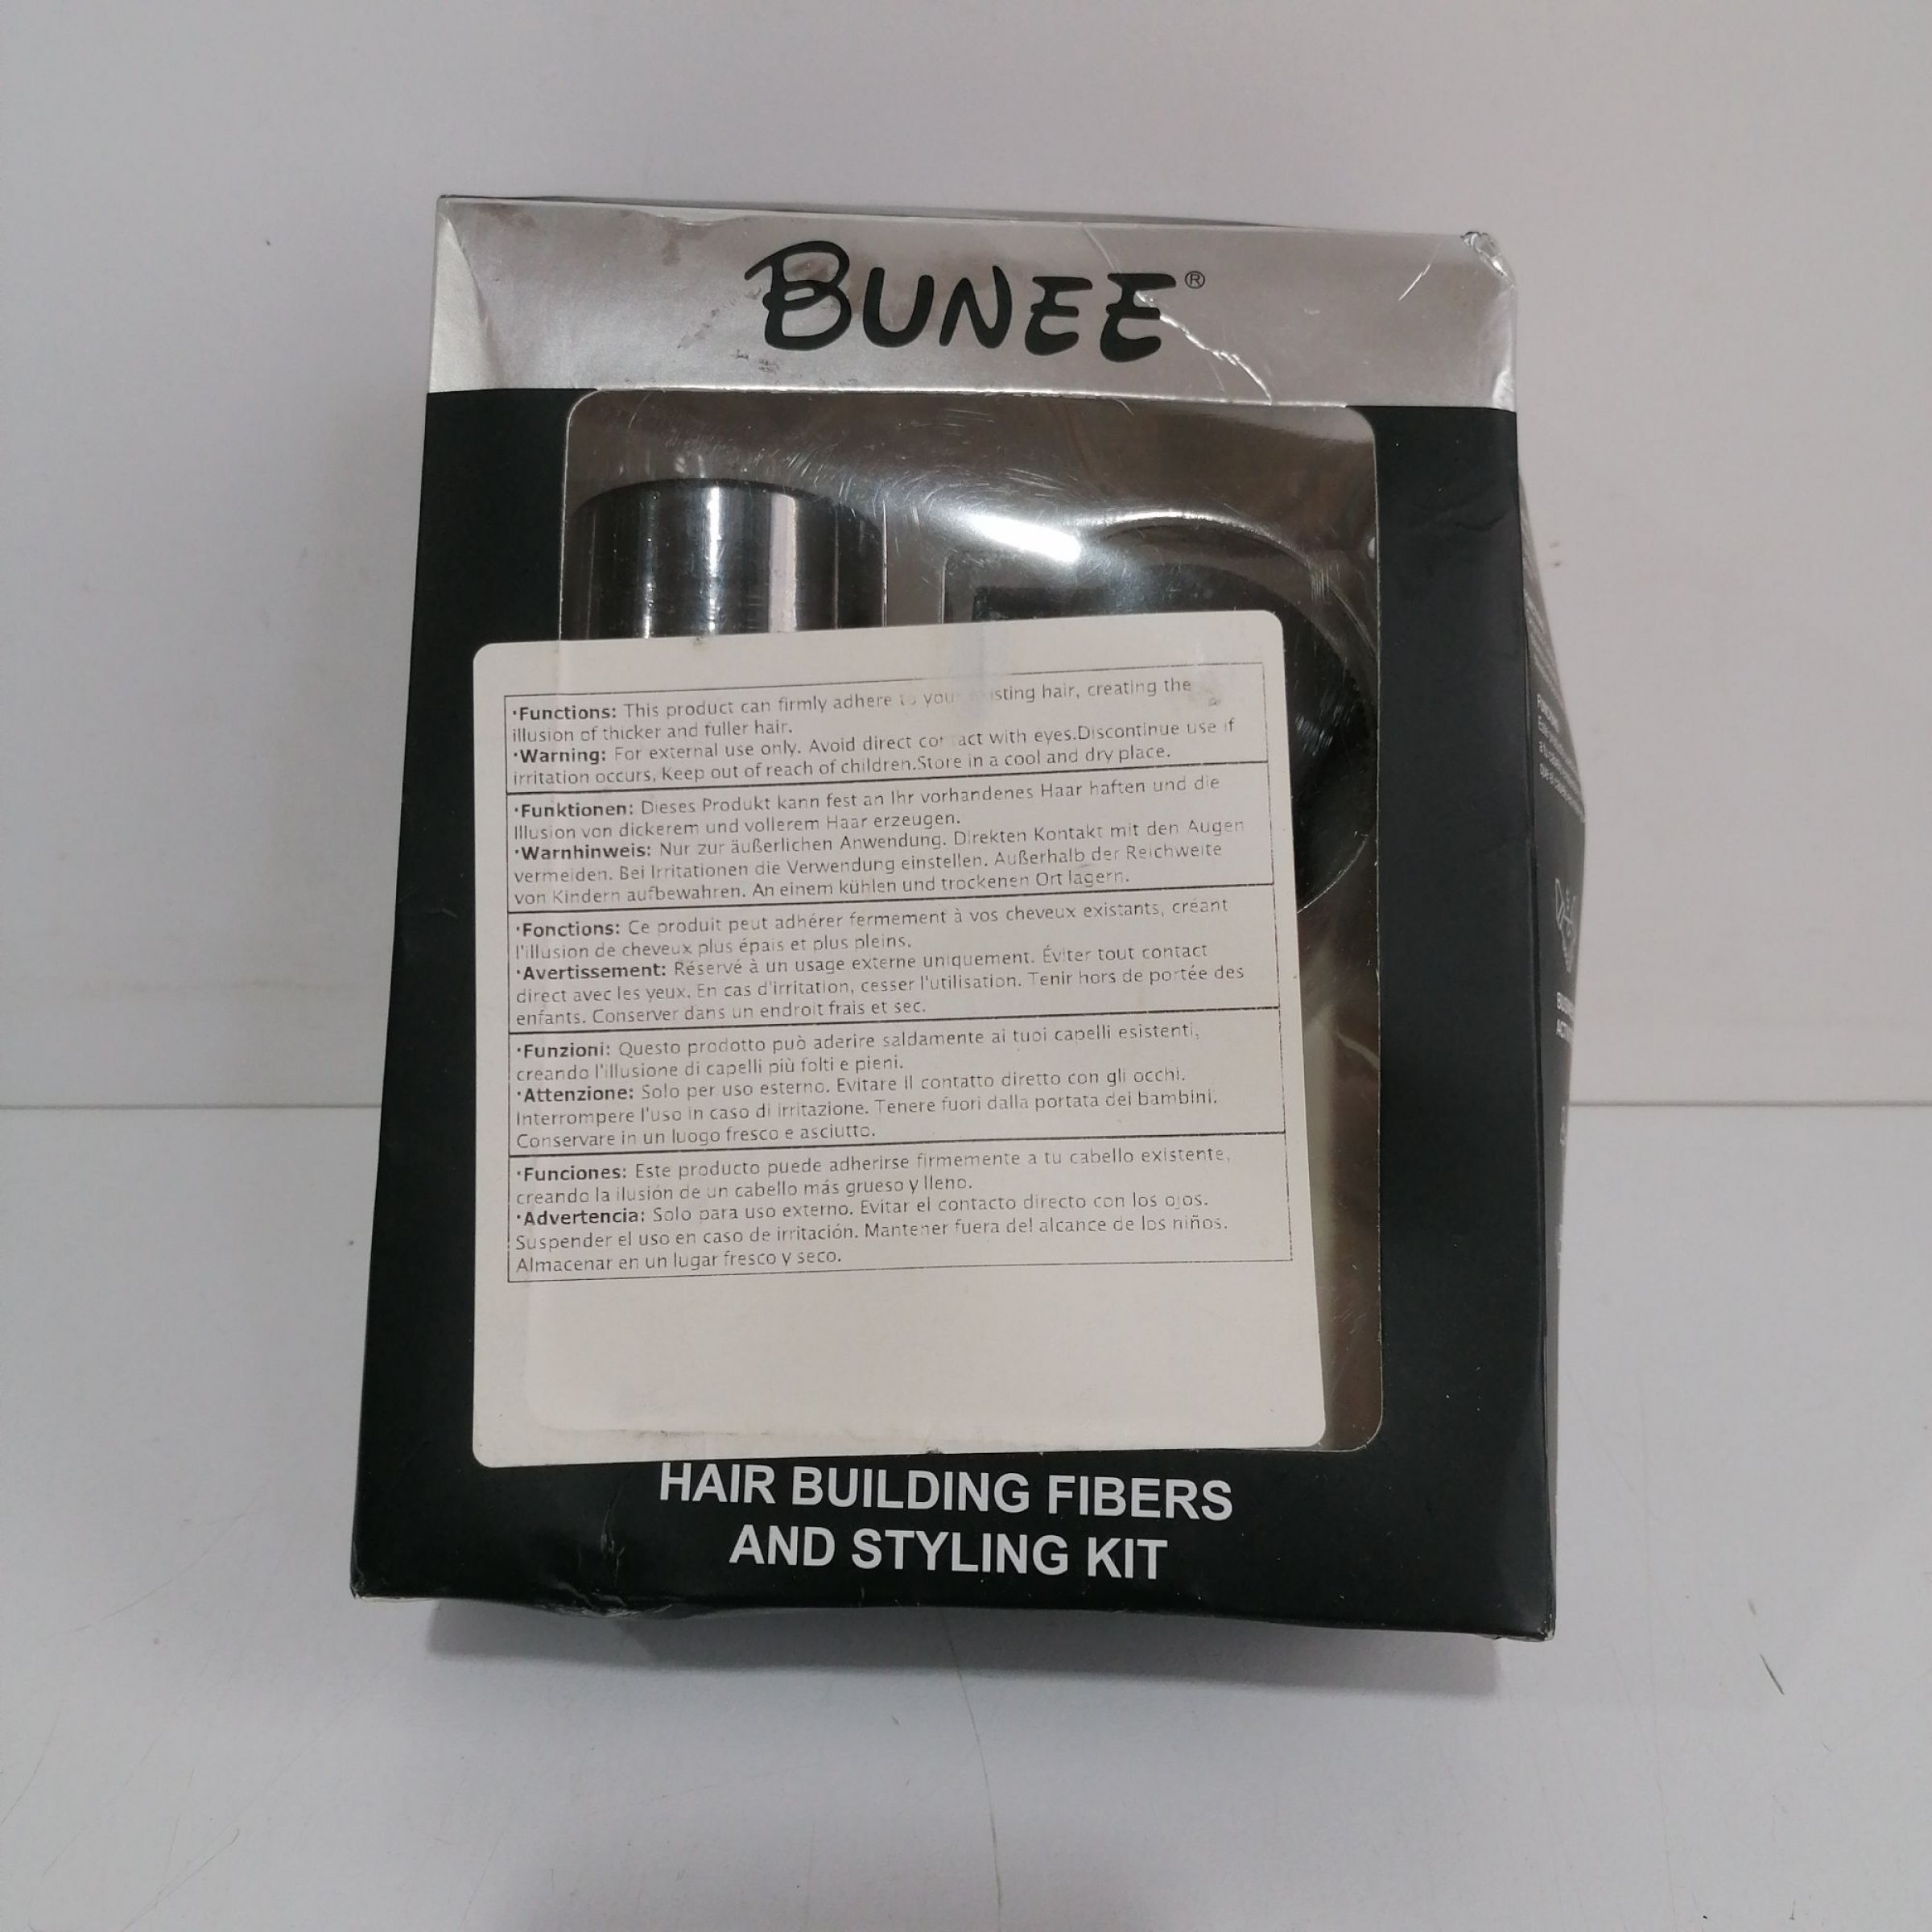 BUNEE®
·Functions: This product can firmly adhere to your existing hair, creating the
illusion of thicker and fuller hair.
·Warning: For external use only. Avoid direct contact with eyes.Discontinue use if
irritation occurs, Keep out of reach of children.Store in a cool and dry place.
·Funktionen: Dieses Produkt kann fest an Ihr vorhandenes Haar haften und die
Illusion von dickerem und vollerem Haar erzeugen.
·Warnhinweis: Nur zur äußerlichen Anwendung. Direkten Kontakt mit den Augen
vermeiden. Bei Irritationen die Verwendung einstellen. Außerhalb der Reichweite
von Kindern aufbewahren. An einem kühlen und trockenen Ort lagern.
·Fonctions: Ce produit peut adhérer fermement à vos cheveux existants, créant
l'illusion de cheveux plus épais et plus pleins.
·Avertissement: Réservé à un usage externe uniquement. Éviter tout contact
direct avec les yeux. En cas d'irritation, cesser l'utilisation. Tenir hors de portée des
enfants. Conserver dans un endroit frais et sec.
·Funzioni: Questo prodotto può aderire saldamente ai tuoi capelli esistenti,
creando l'illusione di capelli più folti e pieni.
·Attenzione: Solo per uso esterno. Evitare il contatto diretto con gli occhi.
Interrompere l'uso in caso di irritazione. Tenere fuori dalla portata dei bambini.
Conservare in un luogo fresco e asciutto.
·Funciones: Este producto puede adherirse firmemente a tu cabello existente,
creando la ilusión de un cabello más grueso y lleno.
·Advertencia: Solo para uso externo. Evitar el contacto directo con los ojos.
Suspender el uso en caso de irritación. Mantener fuera del alcance de los niños.
Almacenar en un lugar fresco y seco.
HAIR BUILDING FIBERS
AND STYLING KIT